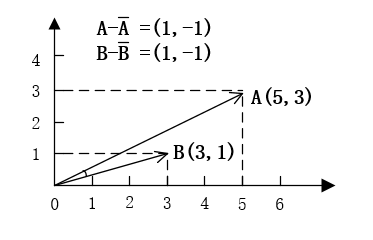 A-A̅ =(1,-1)
B-B̅ =(1,-1)
4
3
2
1
A(5,3)
B(3,1)
0 1 2 3 4 5 6